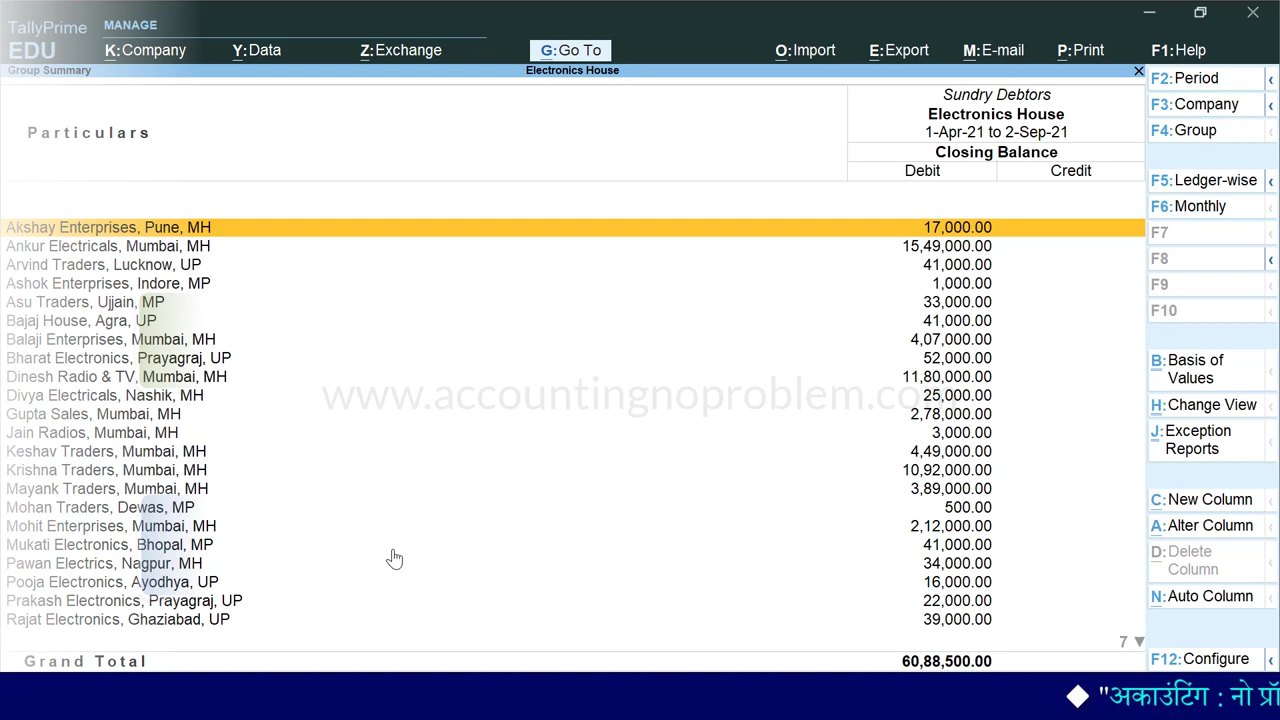 TallyPrime MANAGE
EDU K:Company Y:Data Z:Exchange G:Go To O:Import E:Export M:E-mail P:Print F1:Help
Group Summary Electronics House
Particulars
Sundry Debtors
Electronics House
1-Apr-21 to 2-Sep-21
Closing Balance
Debit Credit
Akshay Enterprises, Pune, MH 17,000.00
Ankur Electricals, Mumbai, MH 15,49,000.00
Arvind Traders, Lucknow, UP 41,000.00
Ashok Enterprises, Indore, MP 1,000.00
Asu Traders, Ujjain, MP 33,000.00
Bajaj House, Agra, UP 41,000.00
Balaji Enterprises, Mumbai, MH 4,07,000.00
Bharat Electronics, Prayagraj, UP 52,000.00
Dinesh Radio & TV, Mumbai, MH 11,80,000.00
Divya Electricals, Nashik, MH 25,000.00
Gupta Sales, Mumbai, MH 2,78,000.00
Jain Radios, Mumbai, MH 3,000.00
Keshav Traders, Mumbai, MH 4,49,000.00
Krishna Traders, Mumbai, MH 10,92,000.00
Mayank Traders, Mumbai, MH 3,89,000.00
Mohan Traders, Dewas, MP 500.00
Mohit Enterprises, Mumbai, MH 2,12,000.00
Mukati Electronics, Bhopal, MP 41,000.00
Pawan Electrics, Nagpur, MH 34,000.00
Pooja Electronics, Ayodhya, UP 16,000.00
Prakash Electronics, Prayagraj, UP 22,000.00
Rajat Electronics, Ghaziabad, UP 39,000.00
7
Grand Total 60,88,500.00
www.accountingnoproblem.co
F2:Period
F3:Company
F4:Group
F5:Ledger-wise
F6:Monthly
F7
F8
F9
F10
B:Basis of
Values
H:Change View
J:Exception
Reports
C:New Column
A:Alter Column
D:Delete
Column
N:Auto Column
F12:Configure
"अकाउंटिंग : नो प्रॉ